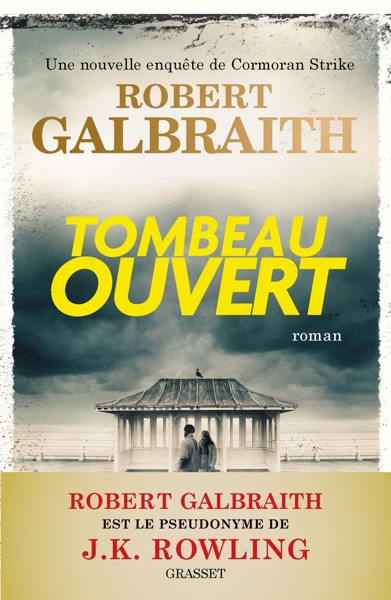 Une nouvelle enquête de Cormoran Strike
ROBERT
GALBRAITH
TOMBEAU
OUVERT
roman
ROBERT GALBRAITH
EST LE PSEUDONYME DE
J.K. ROWLING
GRASSET